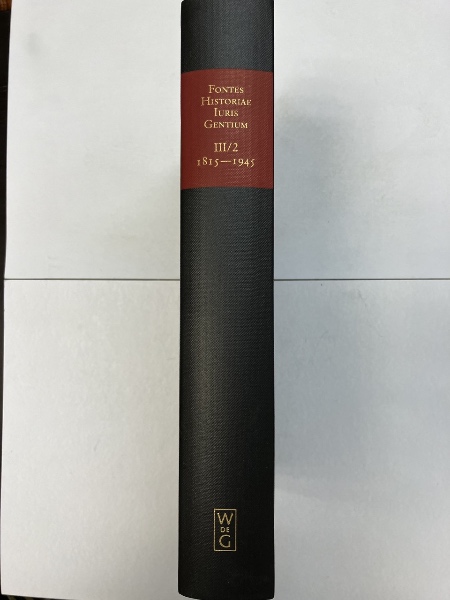 FONTES
HISTORIAE
IURIS
GENTIUM
III/2
1815—1945
W
DE
G